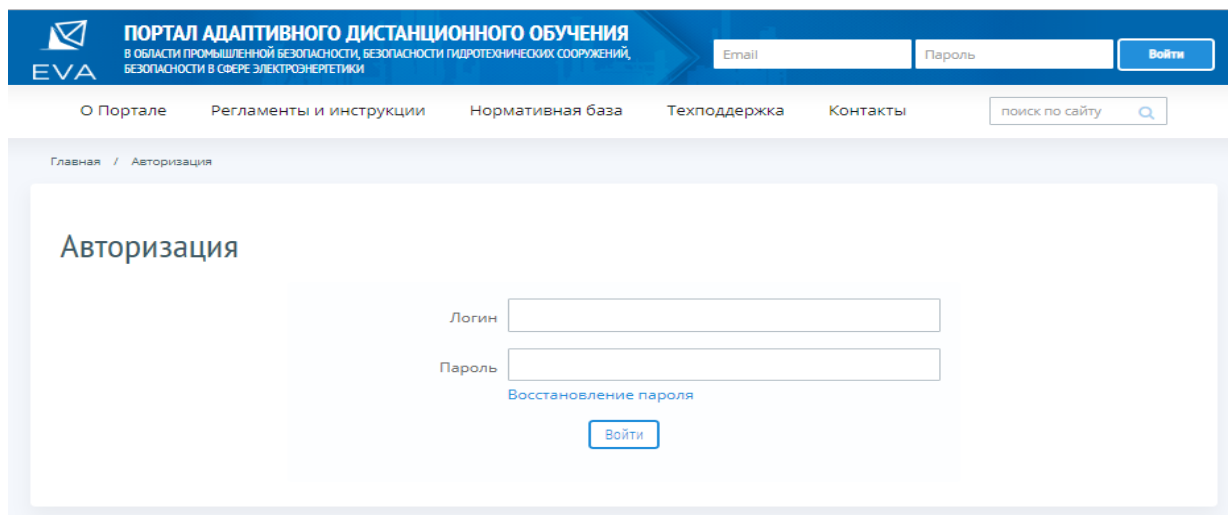 ПОРТАЛ АДАПТИВНОГО ДИСТАНЦИОННОГО ОБУЧЕНИЯ
В ОБЛАСТИ ПРОМЫШЛЕННОЙ БЕЗОПАСНОСТИ, БЕЗОПАСНОСТИ ГИДРОТЕХНИЧЕСКИХ СООРУЖЕНИЙ,
БЕЗОПАСНОСТИ В СФЕРЕ ЭЛЕКТРОЭНЕРГЕТИКИ
EVA
Email
Пароль
Войти
О Портале Регламенты и инструкции Нормативная база Техподдержка Контакты поиск по сайту
Главная / Авторизация
Авторизация
Логин
Пароль
Восстановление пароля
Войти